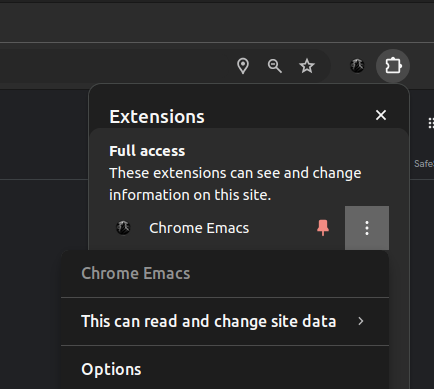 Extensions
Full access
These extensions can see and change
information on this site.
Chrome Emacs
Chrome Emacs
This can read and change site data
Options